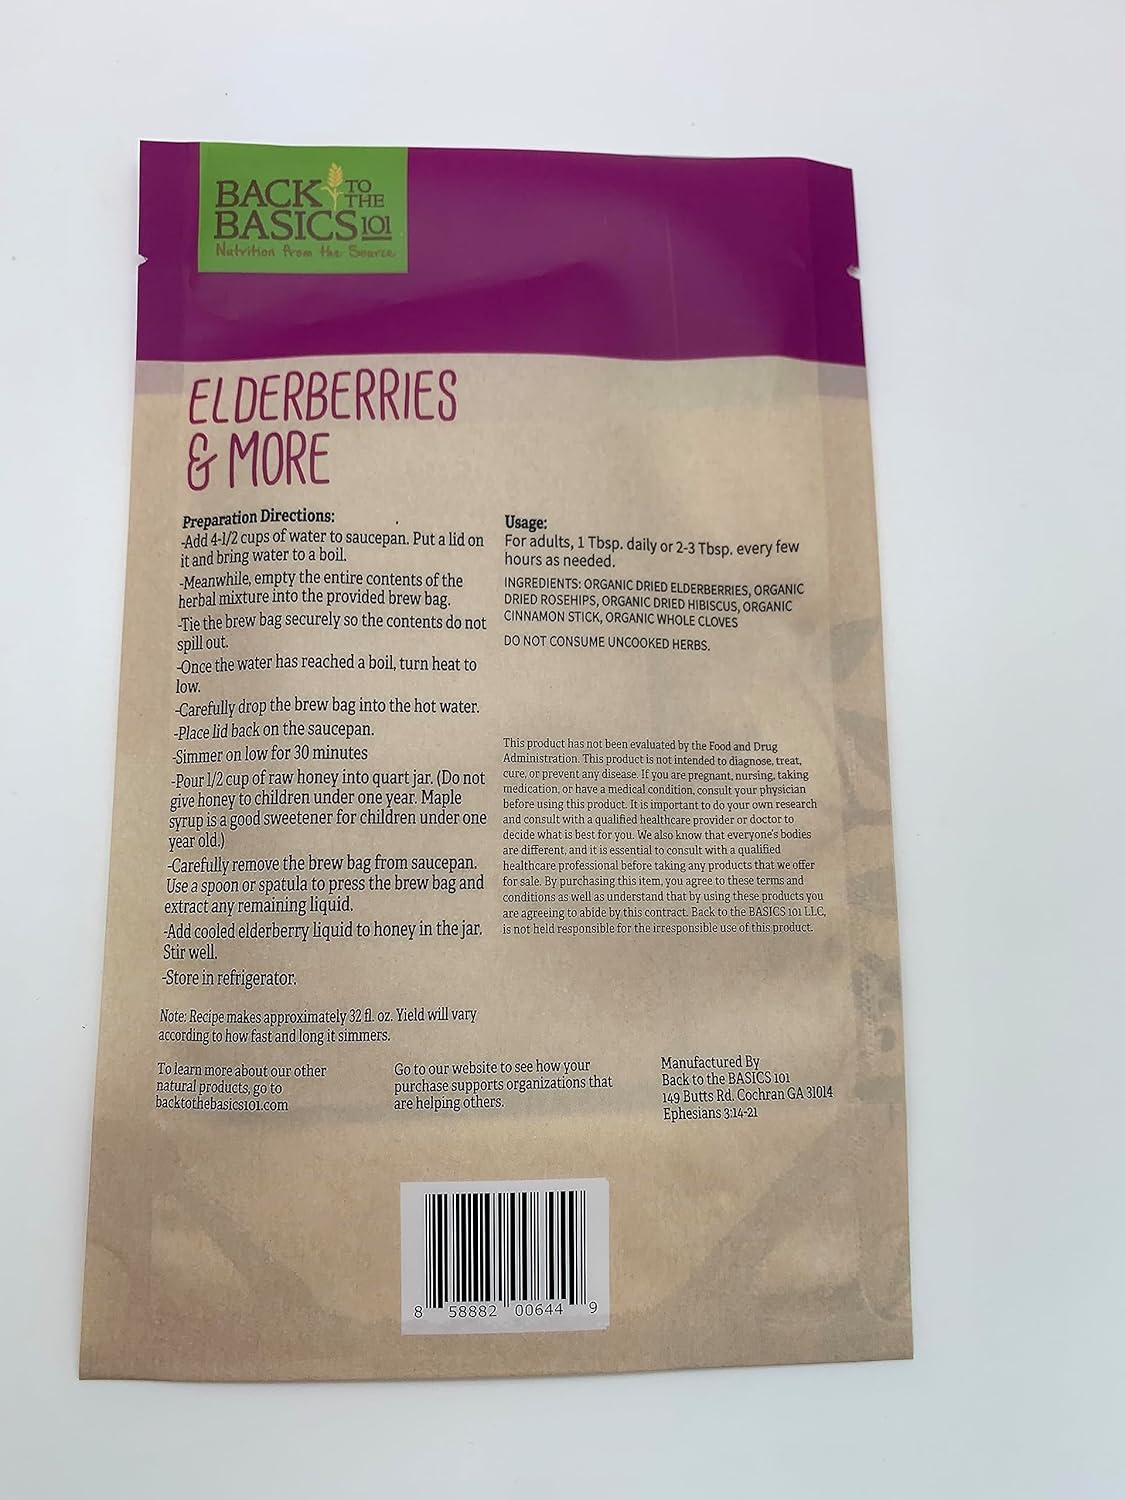 BACK TO THE
BASICS 101
Nutrition from the Source
ELDERBERRIES
& MORE
Preparation Directions:
-Add 4-1/2 cups of water to saucepan. Put a lid on
it and bring water to a boil.
-Meanwhile, empty the entire contents of the
herbal mixture into the provided brew bag.
-Tie the brew bag securely so the contents do not
spill out.
-Once the water has reached a boil, turn heat to
low.
-Carefully drop the brew bag into the hot water.
-Place lid back on the saucepan.
-Simmer on low for 30 minutes
-Pour 1/2 cup of raw honey into quart jar. (Do not
give honey to children under one year. Maple
syrup is a good sweetener for children under one
year old.)
-Carefully remove the brew bag from saucepan.
Use a spoon or spatula to press the brew bag and
extract any remaining liquid.
-Add cooled elderberry liquid to honey in the jar.
Stir well.
-Store in refrigerator.
Note: Recipe makes approximately 32 fl. oz. Yield will vary
according to how fast and long it simmers.
Usage:
For adults, 1 Tbsp. daily or 2-3 Tbsp. every few
hours as needed.
INGREDIENTS: ORGANIC DRIED ELDERBERRIES, ORGANIC
DRIED ROSEHIPS, ORGANIC DRIED HIBISCUS, ORGANIC
CINNAMON STICK, ORGANIC WHOLE CLOVES
DO NOT CONSUME UNCOOKED HERBS.
This product has not been evaluated by the Food and Drug
Administration. This product is not intended to diagnose, treat,
cure, or prevent any disease. If you are pregnant, nursing, taking
medication, or have a medical condition, consult your physician
before using this product. It is important to do your own research
and consult with a qualified healthcare provider or doctor to
decide what is best for you. We also know that everyone's bodies
are different, and it is essential to consult with a qualified
healthcare professional before taking any products that we offer
for sale. By purchasing this item, you agree to these terms and
conditions as well as understand that by using these products you
are agreeing to abide by this contract. Back to the BASICS 101 LLC,
is not held responsible for the irresponsible use of this product.
To learn more about our other
natural products, go to
backtothebasics101.com
Go to our website to see how your
purchase supports organizations that
are helping others.
Manufactured By
Back to the BASICS 101
149 Butts Rd. Cochran GA 31014
Ephesians 3:14-21
8 58882 00644 9